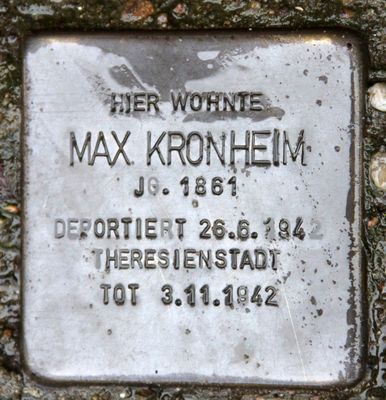 HIER WOHNTE
MAX KRONHEIM
JG. 1861
DEPORTIERT 26.6.1942
THERESIENSTADT
TOT 3.11.1942